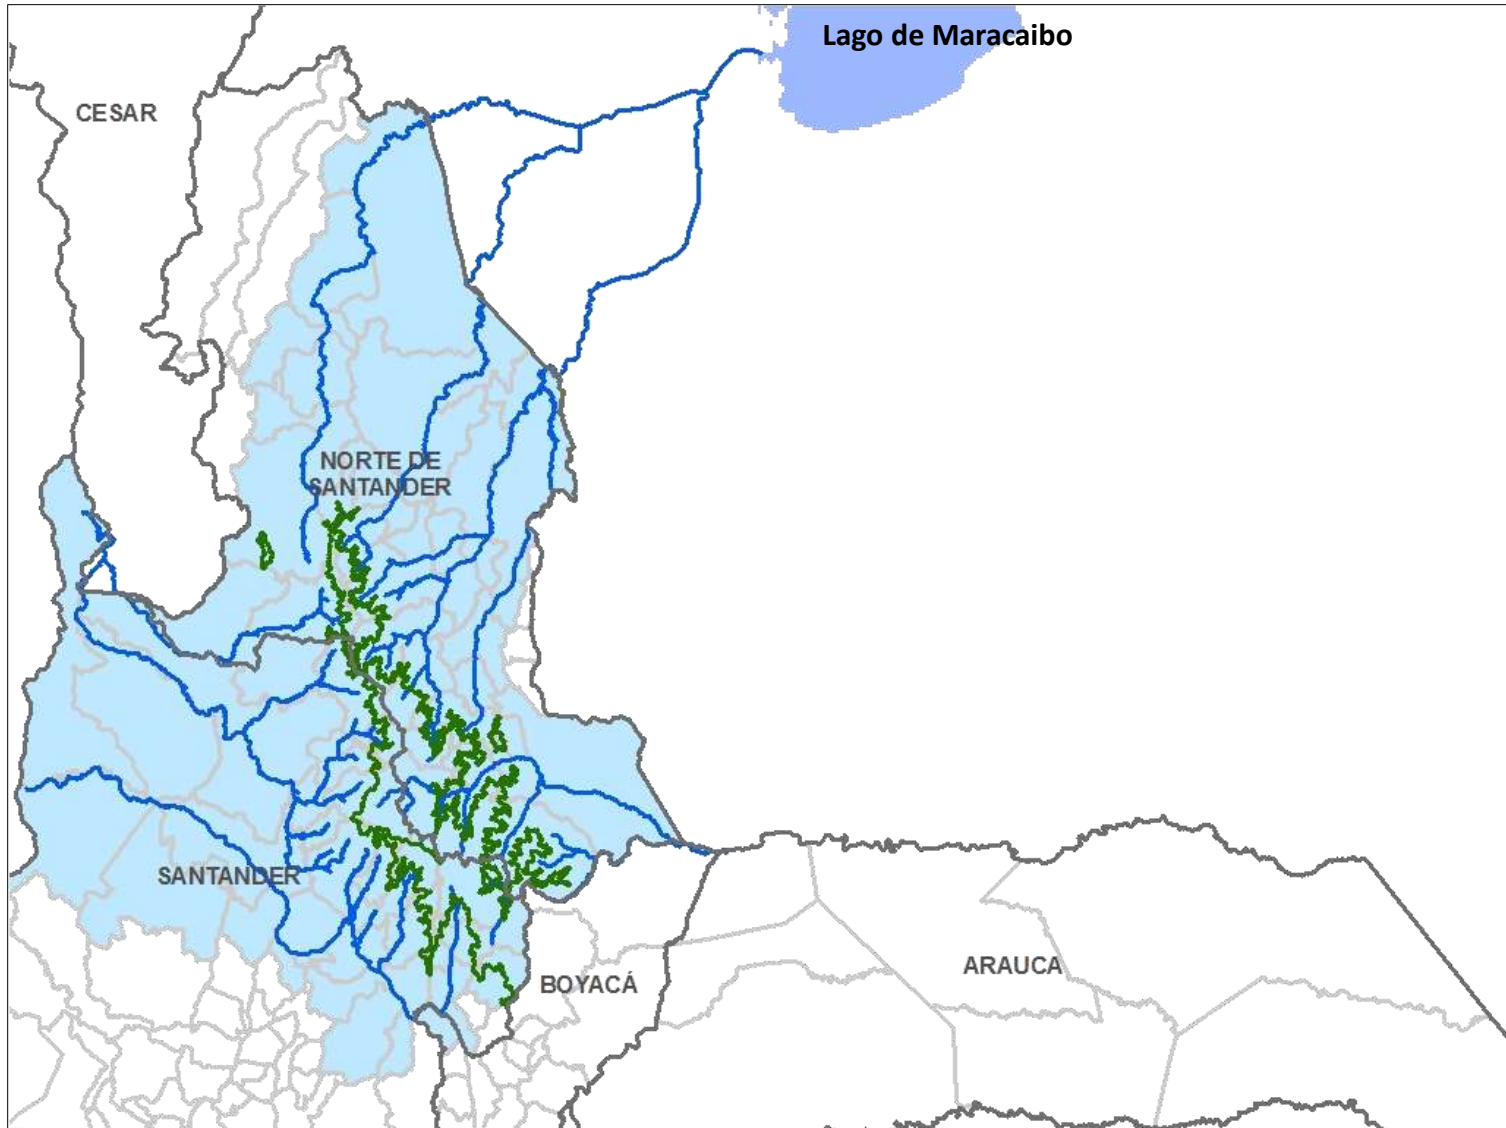 Lago de Maracaibo
CESAR
NORTE DE
SANTANDER
SANTANDER
BOYACÁ
ARAUCA